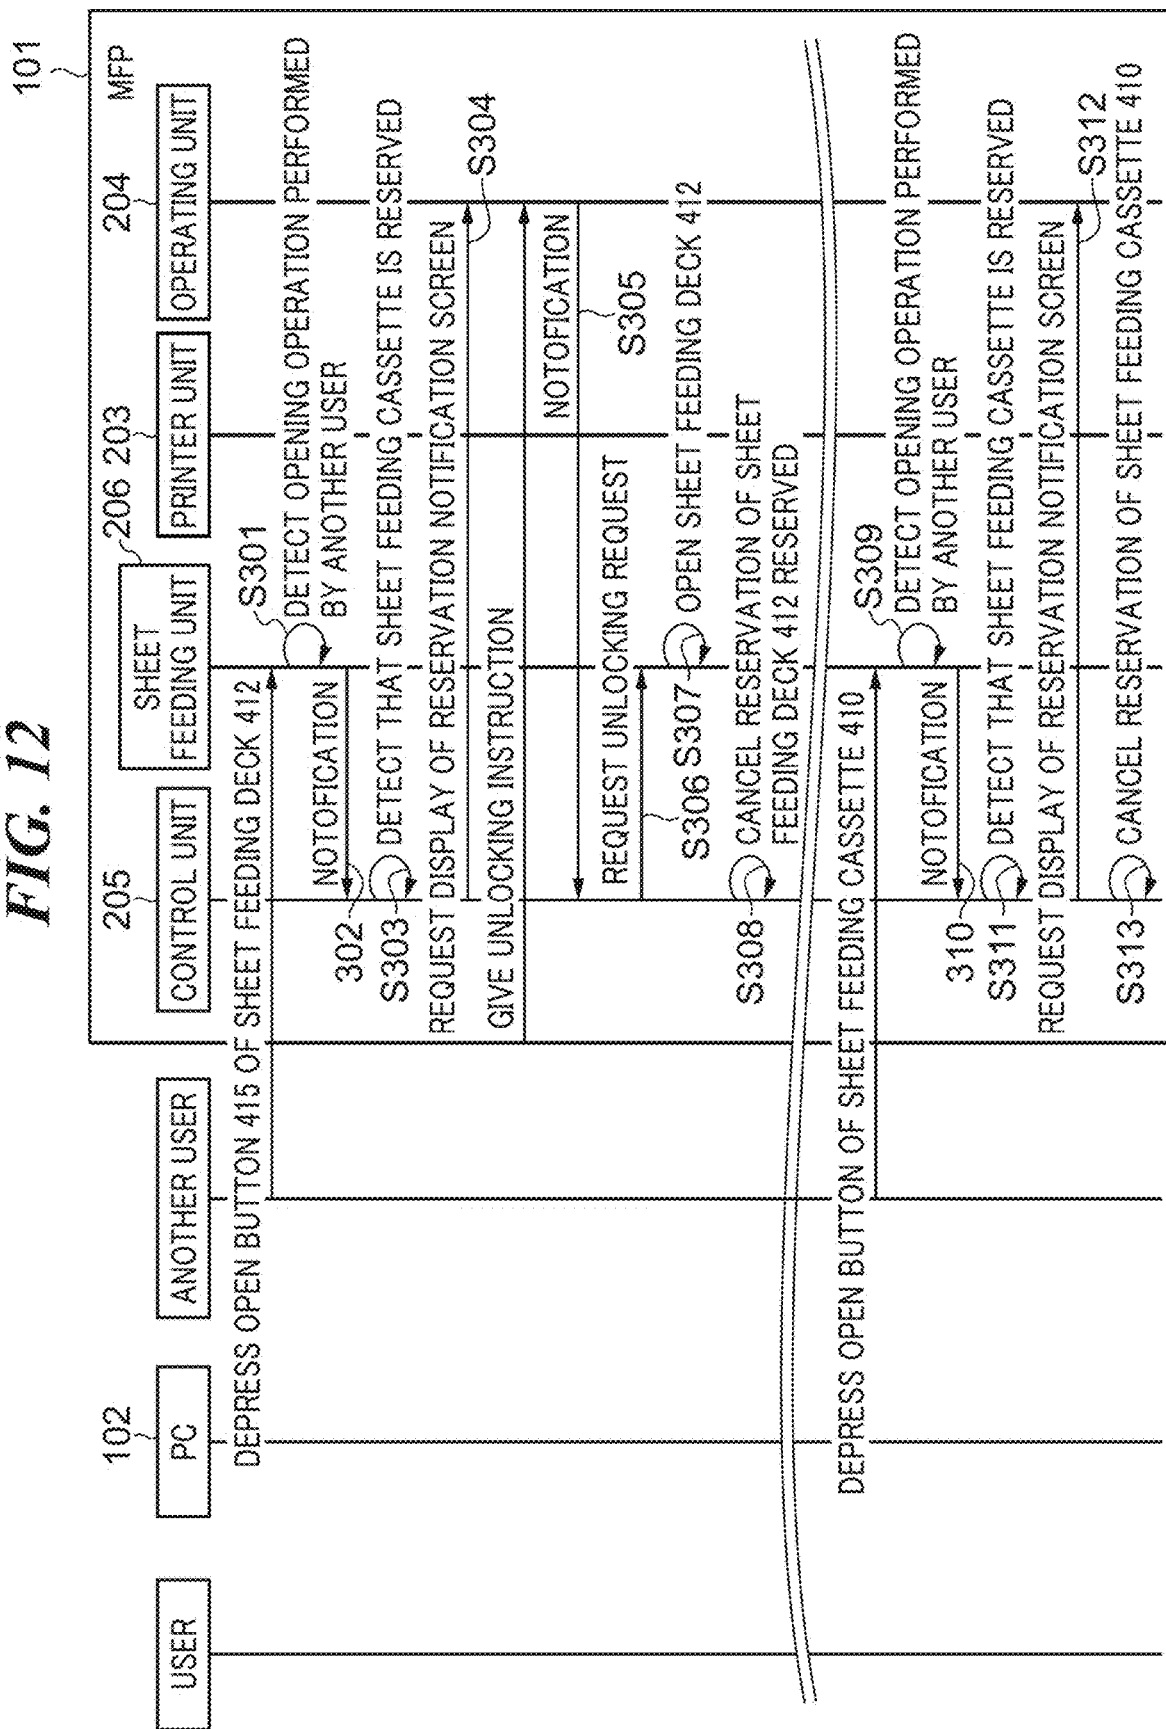 FIG. 12
101
MFP
102
205
206
203
204
USER
PC
ANOTHER USER
CONTROL UNIT
SHEET
FEEDING UNIT
PRINTER UNIT
OPERATING UNIT
DEPRESS OPEN BUTTON 415 OF SHEET FEEDING DECK 412
S301
DETECT OPENING OPERATION PERFORMED
BY ANOTHER USER
NOTOFICATION
302
S303
DETECT THAT SHEET FEEDING CASSETTE IS RESERVED
REQUEST DISPLAY OF RESERVATION NOTIFICATION SCREEN
S304
GIVE UNLOCKING INSTRUCTION
NOTOFICATION
S305
REQUEST UNLOCKING REQUEST
S306
S307
OPEN SHEET FEEDING DECK 412
S308
CANCEL RESERVATION OF SHEET
FEEDING DECK 412 RESERVED
DEPRESS OPEN BUTTON OF SHEET FEEDING CASSETTE 410
S309
DETECT OPENING OPERATION PERFORMED
BY ANOTHER USER
NOTOFICATION
310
S311
DETECT THAT SHEET FEEDING CASSETTE IS RESERVED
REQUEST DISPLAY OF RESERVATION NOTIFICATION SCREEN
S312
S313
CANCEL RESERVATION OF SHEET FEEDING CASSETTE 410